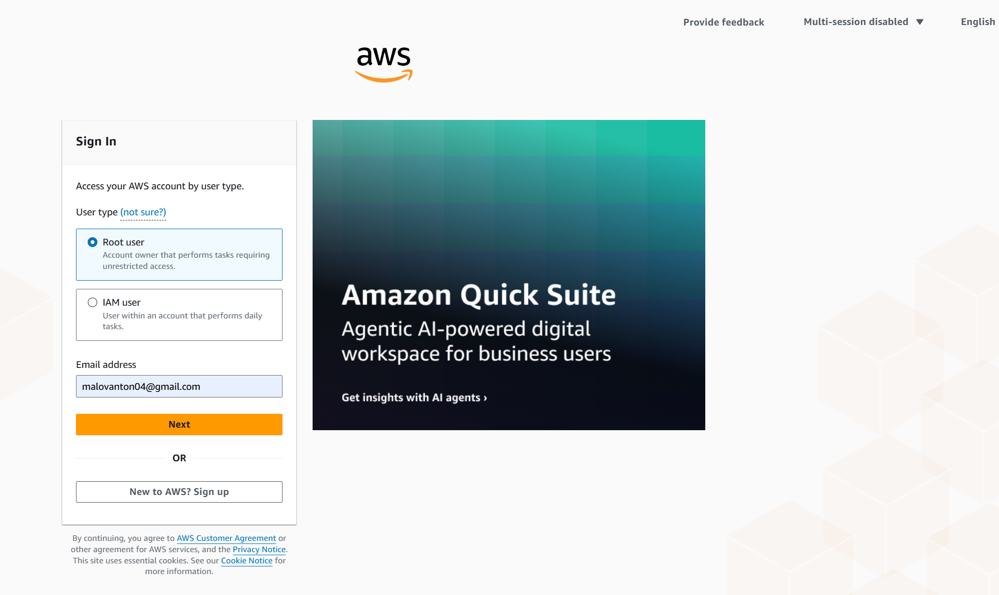 Provide feedback
Multi-session disabled ▼
English
aws
Sign In
Access your AWS account by user type.
User type (not sure?)
Root user
Account owner that performs tasks requiring
unrestricted access.
IAM user
User within an account that performs daily
tasks.
Email address
malovanton04@gmail.com
Next
OR
New to AWS? Sign up
By continuing, you agree to AWS Customer Agreement or
other agreement for AWS services, and the Privacy Notice.
This site uses essential cookies. See our Cookie Notice for
more information.
Amazon Quick Suite
Agentic AI-powered digital
workspace for business users
Get insights with AI agents ›